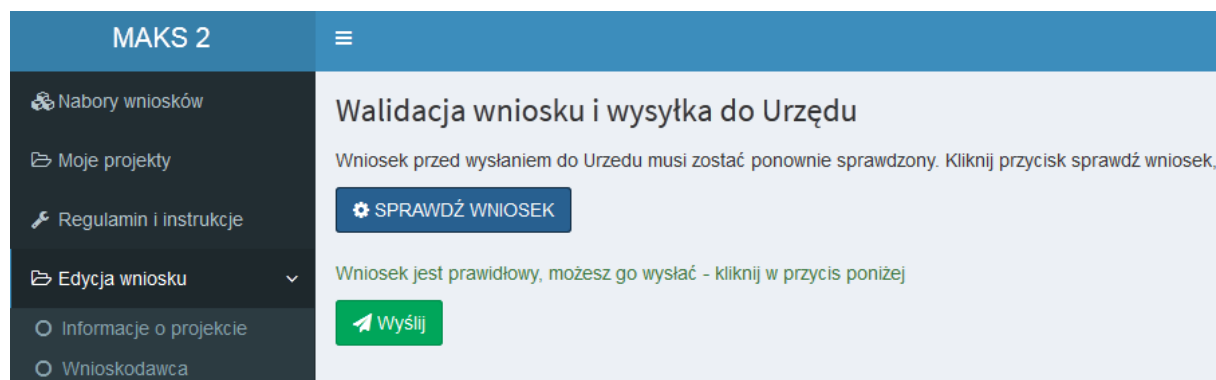 MAKS 2
Nabory wniosków
Walidacja wniosku i wysyłka do Urzędu
Moje projekty
Wniosek przed wysłaniem do Urzedu musi zostać ponownie sprawdzony. Kliknij przycisk sprawdź wniosek,
SPRAWDŹ WNIOSEK
Regulamin i instrukcje
Edycja wniosku
Wniosek jest prawidłowy, możesz go wysłać - kliknij w przycis poniżej
Informacje o projekcie
Wyślij
Wnioskodawca